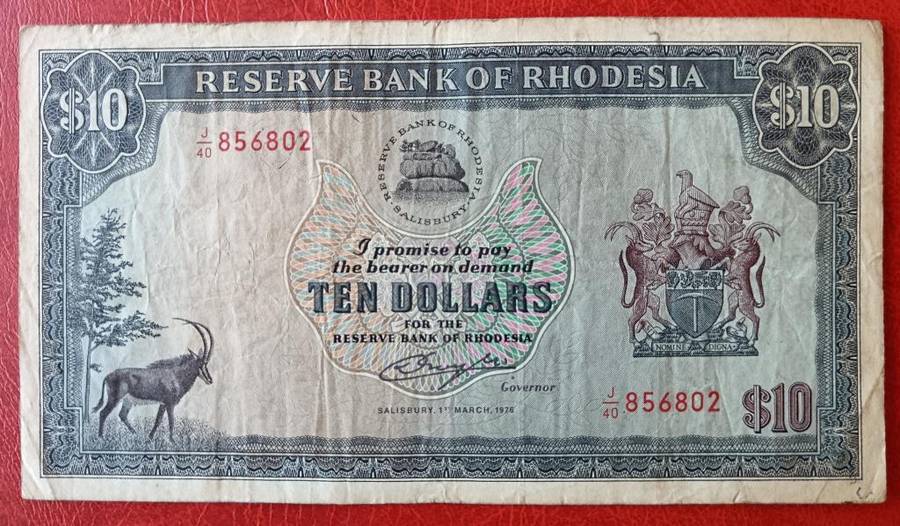 RESERVE BANK OF RHODESIA
$10
$10
J/40 856802
RESERVE BANK OF RHODESIA
SALISBURY
I promise to pay
the bearer on demand
TEN DOLLARS
FOR THE
RESERVE BANK OF RHODESIA
Governor
SALISBURY, 1ST MARCH, 1976
NOMINE DIGNA
J/40 856802
$10